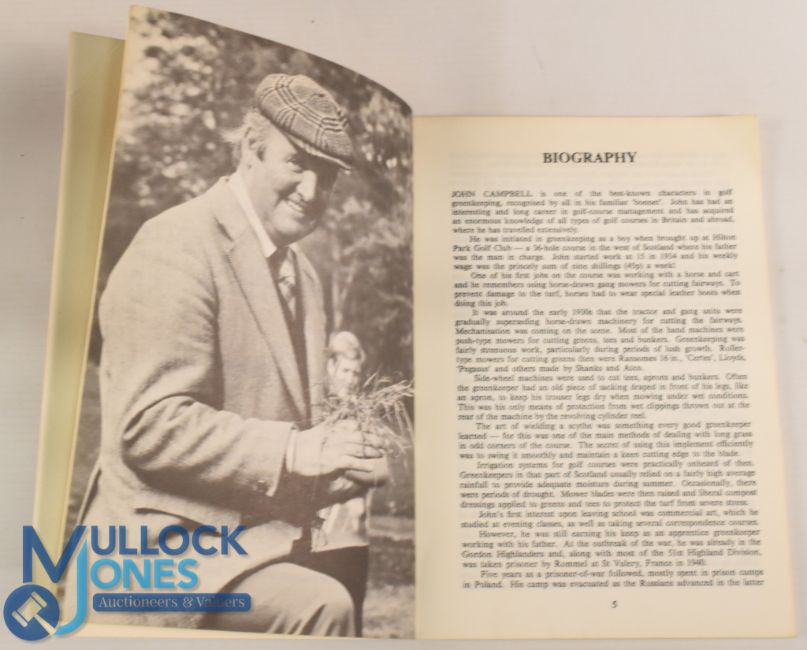 BIOGRAPHY
JOHN CAMPBELL is one of the best-known characters in golf
greenkeeping, recognised by all in his familiar 'bonnet'. John has had an
interesting and long career in golf-course management and has acquired
an enormous knowledge of all types of golf courses in Britain and abroad,
where he has travelled extensively.
He was initiated in greenkeeping as a boy when brought up at Hilton
Park Golf Club — a 36-hole course in the west of Scotland where his father
was the man in charge. John started work at 15 in 1934 and his weekly
wage was the princely sum of nine shillings (45p) a week!
One of his first jobs on the course was working with a horse and cart
and he remembers using horse-drawn gang mowers for cutting fairways. To
prevent damage to the turf, horses had to wear special leather boots when
doing this job.
It was around the early 1930s that the tractor and gang units were
gradually superseding horse-drawn machinery for cutting the fairways.
Mechanisation was coming on the scene. Most of the hand machines were
push-type mowers for cutting greens, tees and bunkers. Greenkeeping was
fairly strenuous work, particularly during periods of lush growth. Roller-
type mowers for cutting greens then were Ransomes 16 in., 'Certes', Lloyds,
'Pegasus' and others made by Shanks and Atco.
Side-wheel machines were used to cut tees, aprons and bunkers. Often
the greenkeeper had an old piece of sacking draped in front of his legs, like
an apron, to keep his trouser legs dry when mowing under wet conditions.
This was his only means of protection from wet clippings thrown out at the
rear of the machine by the revolving cylinder reel.
The art of wielding a scythe was something every good greenkeeper
learned — for this was one of the main methods of dealing with long grass
in odd corners of the course. The secret of using this implement efficiently
was to swing it smoothly and maintain a keen cutting edge to the blade.
Irrigation systems for golf courses were practically unheard of then.
Greenkeepers in that part of Scotland usually relied on a fairly high average
rainfall to provide adequate moisture during summer. Occasionally, there
were periods of drought. Mower blades were then raised and liberal compost
dressings applied to greens and tees to protect the turf from severe stress.
John's first interest upon leaving school was commercial art, which he
studied at evening classes, as well as taking several correspondence courses.
However, he was still earning his keep as an apprentice greenkeeper
working with his father. At the outbreak of the war, he was already in the
Gordon Highlanders and, along with most of the 51st Highland Division,
was taken prisoner by Rommel at St Valery, France in 1940.
Five years as a prisoner-of-war followed, mostly spent in prison camps
in Poland. His camp was evacuated as the Russians advanced in the latter
5
MULLOCK
JONES
Auctioneers & Valuers